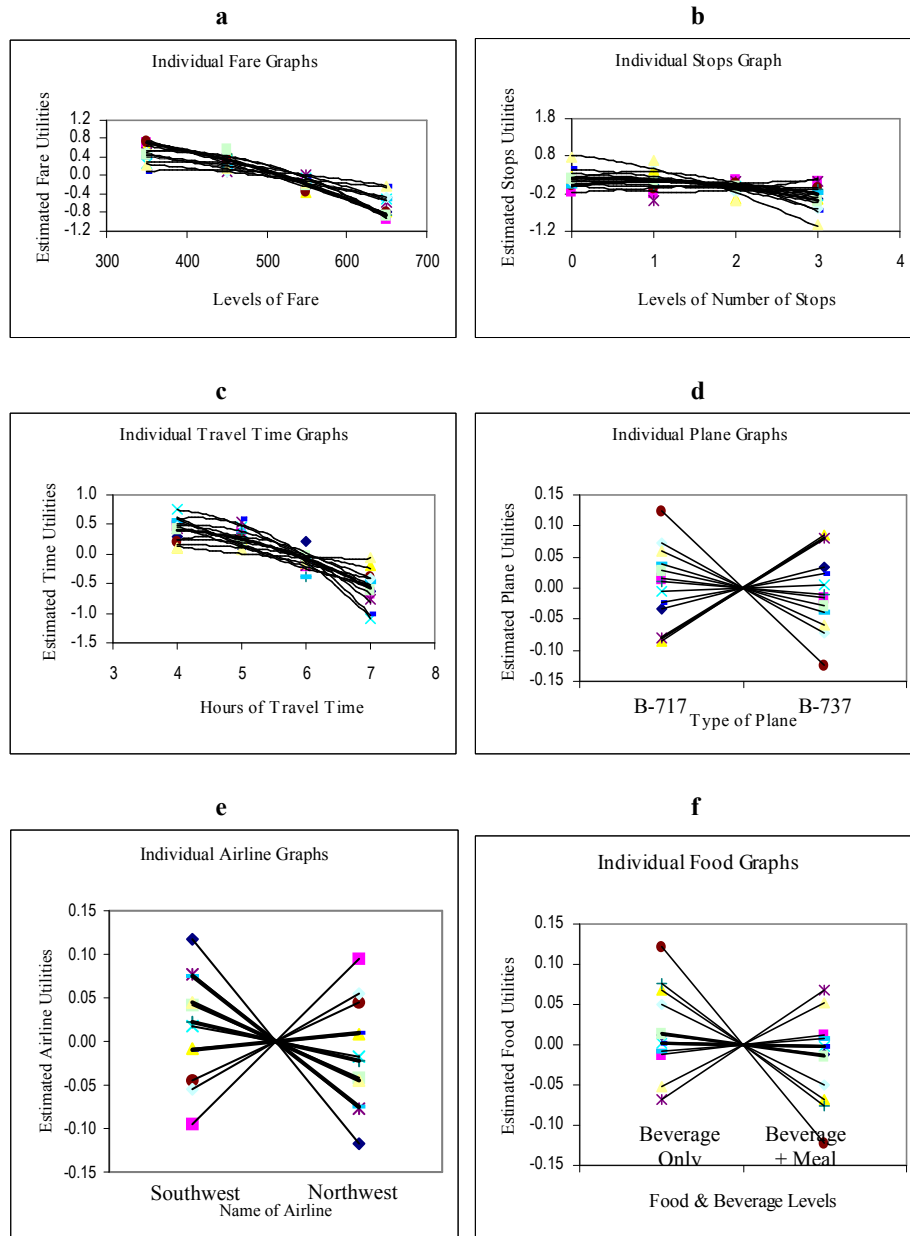 a
Individual Fare Graphs
Estimated Fare Utilities
1.2
0.8
0.4
0.0
-0.4
-0.8
-1.2
300 400 500 600 700
Levels of Fare
b
Individual Stops Graph
Estimated Stops Utilities
1.8
0.8
-0.2
-1.2
0 1 2 3 4
Levels of Number of Stops
c
Individual Travel Time Graphs
Estimated Time Utilities
1.0
0.5
0.0
-0.5
-1.0
-1.5
3 4 5 6 7 8
Hours of Travel Time
d
Individual Plane Graphs
Estimated Plane Utilities
0.15
0.10
0.05
0.00
-0.05
-0.10
-0.15
B-717 B-737
Type of Plane
e
Individual Airline Graphs
Estimated Airline Utilities
0.15
0.10
0.05
0.00
-0.05
-0.10
-0.15
Southwest Northwest
Name of Airline
f
Individual Food Graphs
Estimated Food Utilities
0.15
0.10
0.05
0.00
-0.05
-0.10
-0.15
Beverage Beverage
Only + Meal
Food & Beverage Levels